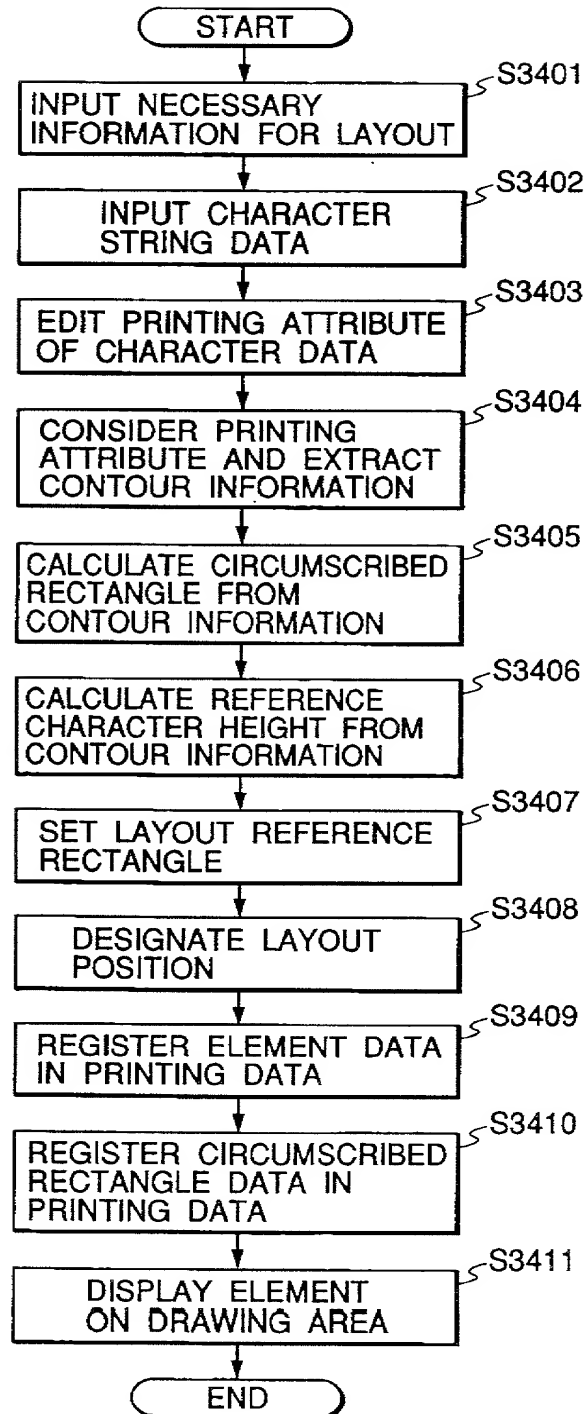 START
S3401
INPUT NECESSARY
INFORMATION FOR LAYOUT
S3402
INPUT CHARACTER
STRING DATA
S3403
EDIT PRINTING ATTRIBUTE
OF CHARACTER DATA
S3404
CONSIDER PRINTING
ATTRIBUTE AND EXTRACT
CONTOUR INFORMATION
S3405
CALCULATE CIRCUMSCRIBED
RECTANGLE FROM
CONTOUR INFORMATION
S3406
CALCULATE REFERENCE
CHARACTER HEIGHT FROM
CONTOUR INFORMATION
S3407
SET LAYOUT REFERENCE
RECTANGLE
S3408
DESIGNATE LAYOUT
POSITION
S3409
REGISTER ELEMENT DATA
IN PRINTING DATA
S3410
REGISTER CIRCUMSCRIBED
RECTANGLE DATA IN
PRINTING DATA
S3411
DISPLAY ELEMENT
ON DRAWING AREA
END